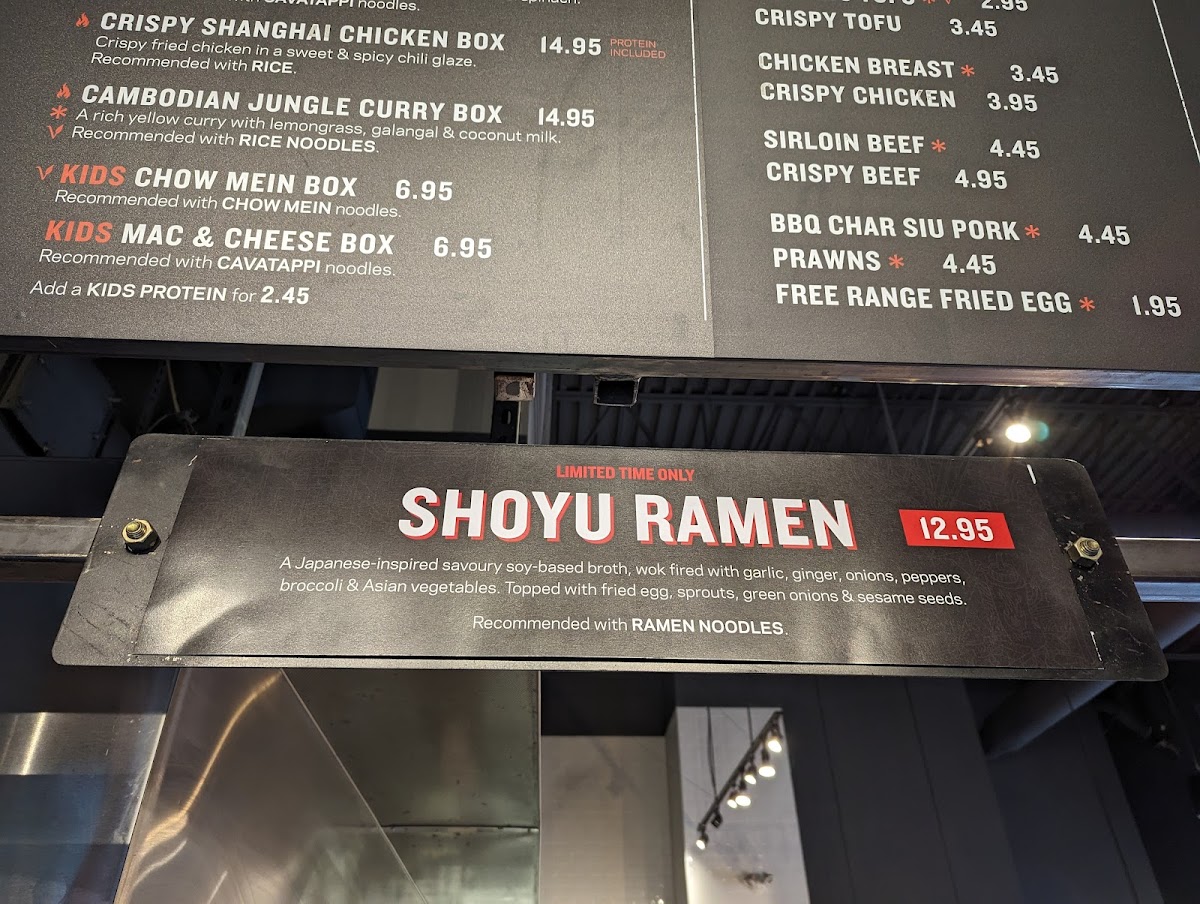 CAVATAPPI noodles.
CRISPY SHANGHAI CHICKEN BOX 14.95 PROTEIN INCLUDED
Crispy fried chicken in a sweet & spicy chili glaze.
Recommended with RICE.
CAMBODIAN JUNGLE CURRY BOX 14.95
* A rich yellow curry with lemongrass, galangal & coconut milk.
Recommended with RICE NOODLES.
KIDS CHOW MEIN BOX 6.95
Recommended with CHOW MEIN noodles.
KIDS MAC & CHEESE BOX 6.95
Recommended with CAVATAPPI noodles.
Add a KIDS PROTEIN for 2.45
2.95
CRISPY TOFU 3.45
CHICKEN BREAST * 3.45
CRISPY CHICKEN 3.95
SIRLOIN BEEF * 4.45
CRISPY BEEF 4.95
BBQ CHAR SIU PORK * 4.45
PRAWNS * 4.45
FREE RANGE FRIED EGG * 1.95
LIMITED TIME ONLY
SHOYU RAMEN 12.95
A Japanese-inspired savoury soy-based broth, wok fired with garlic, ginger, onions, peppers,
broccoli & Asian vegetables. Topped with fried egg, sprouts, green onions & sesame seeds.
Recommended with RAMEN NOODLES.